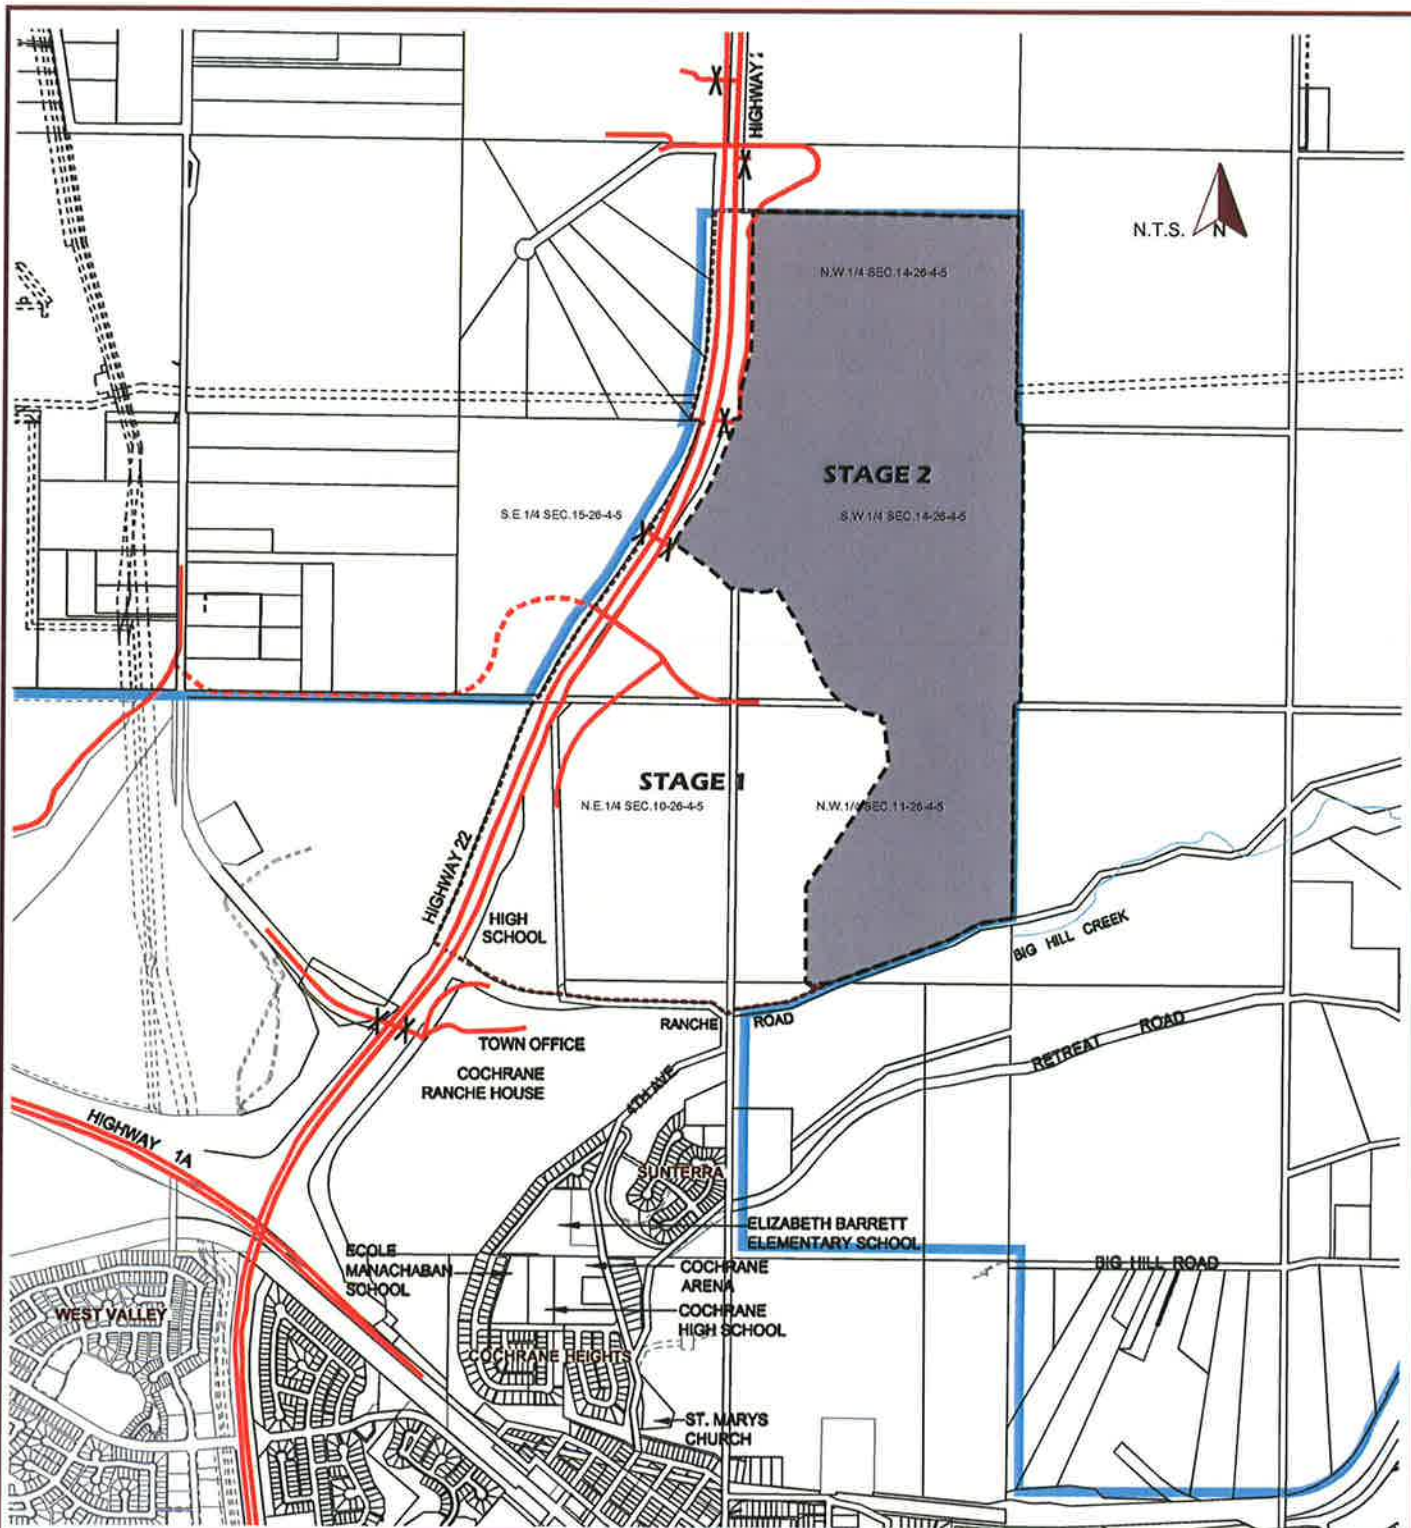 HIGHWAY
N.T.S.
N
N.W.1/4 SEC.14-26-4-5
STAGE 2
S.E.1/4 SEC.15-26-4-5
S.W.1/4 SEC.14-26-4-5
STAGE 1
N.E.1/4 SEC.10-26-4-5
N.W.1/4 SEC.11-26-4-5
HIGHWAY 22
HIGH
SCHOOL
BIG HILL CREEK
RANCHE ROAD
RETREAT ROAD
TOWN OFFICE
COCHRANE
RANCHE HOUSE
4TH AVE
HIGHWAY 1A
SUNTERRA
ELIZABETH BARRETT
ELEMENTARY SCHOOL
ECOLE
MANACHABAN
SCHOOL
COCHRANE
ARENA
BIG HILL ROAD
COCHRANE
HIGH SCHOOL
WEST VALLEY
COCHRANE HEIGHTS
ST. MARYS
CHURCH